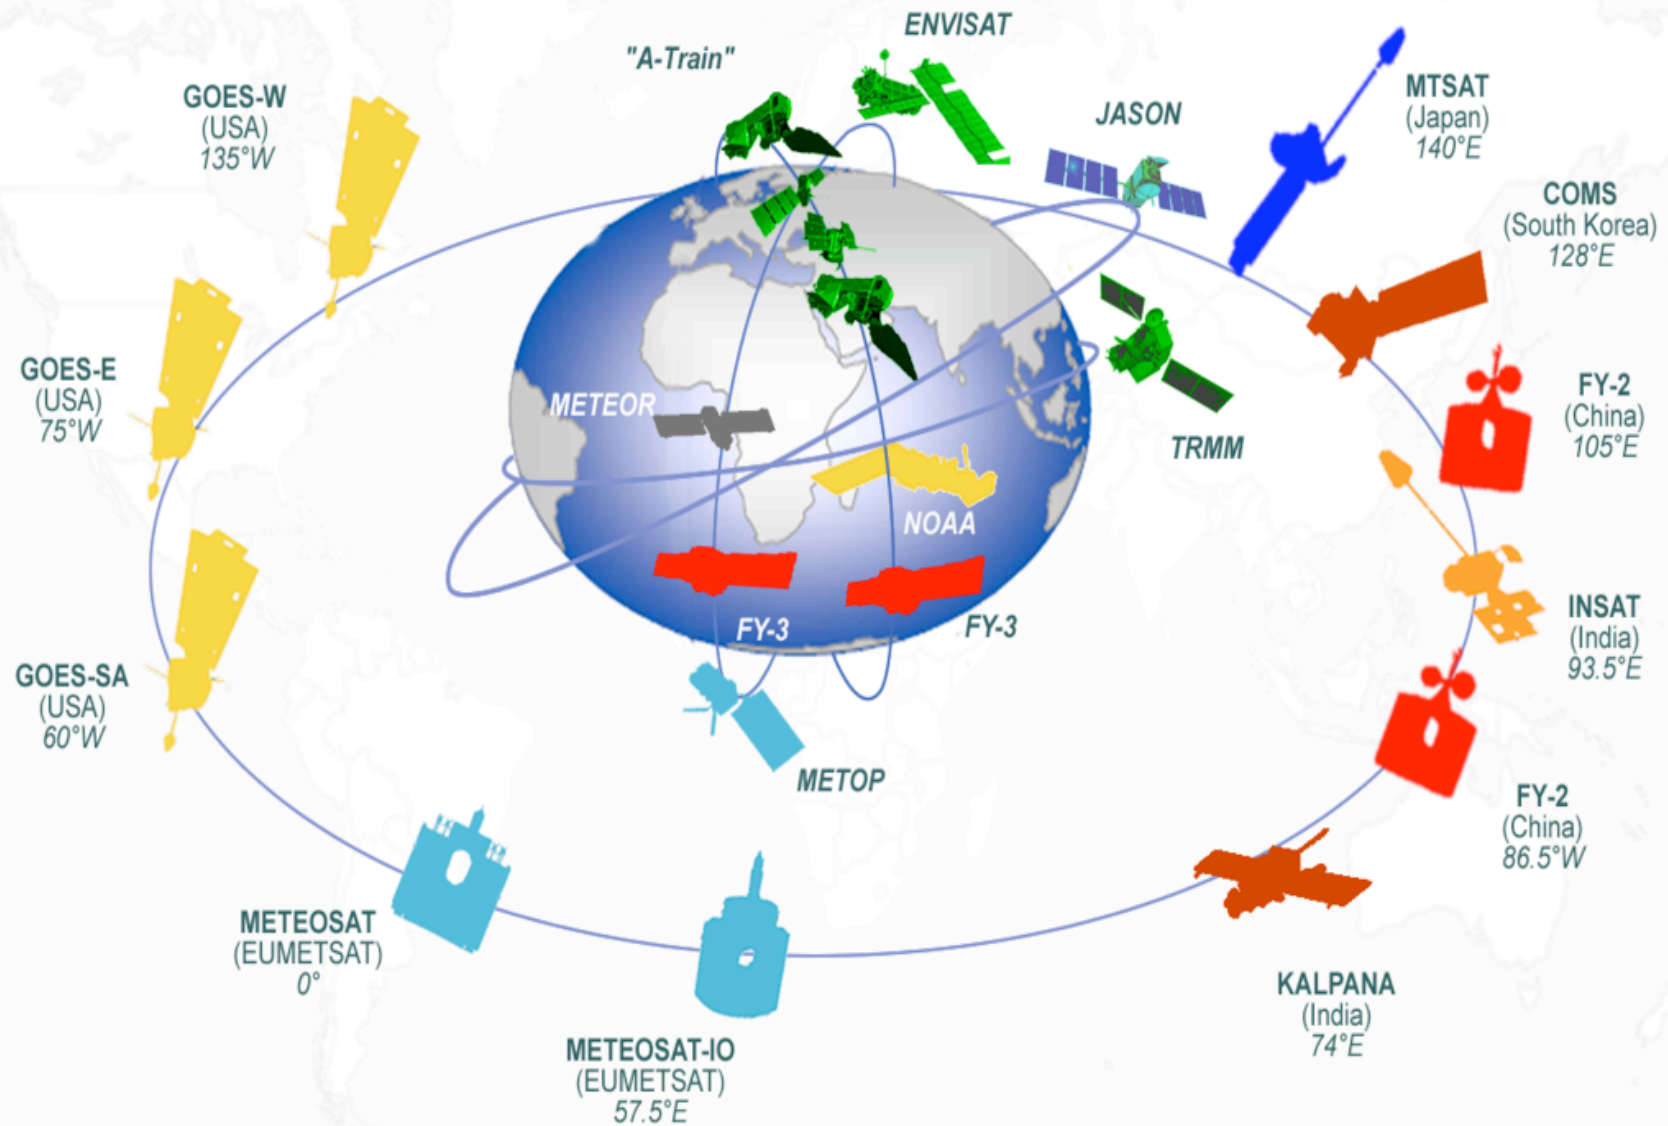 ENVISAT
"A-Train"
GOES-W
(USA)
135°W
JASON
MTSAT
(Japan)
140°E
COMS
(South Korea)
128°E
GOES-E
(USA)
75°W
METEOR
TRMM
FY-2
(China)
105°E
NOAA
INSAT
(India)
93.5°E
FY-3
FY-3
GOES-SA
(USA)
60°W
METOP
FY-2
(China)
86.5°W
METEOSAT
(EUMETSAT)
0°
KALPANA
(India)
74°E
METEOSAT-IO
(EUMETSAT)
57.5°E